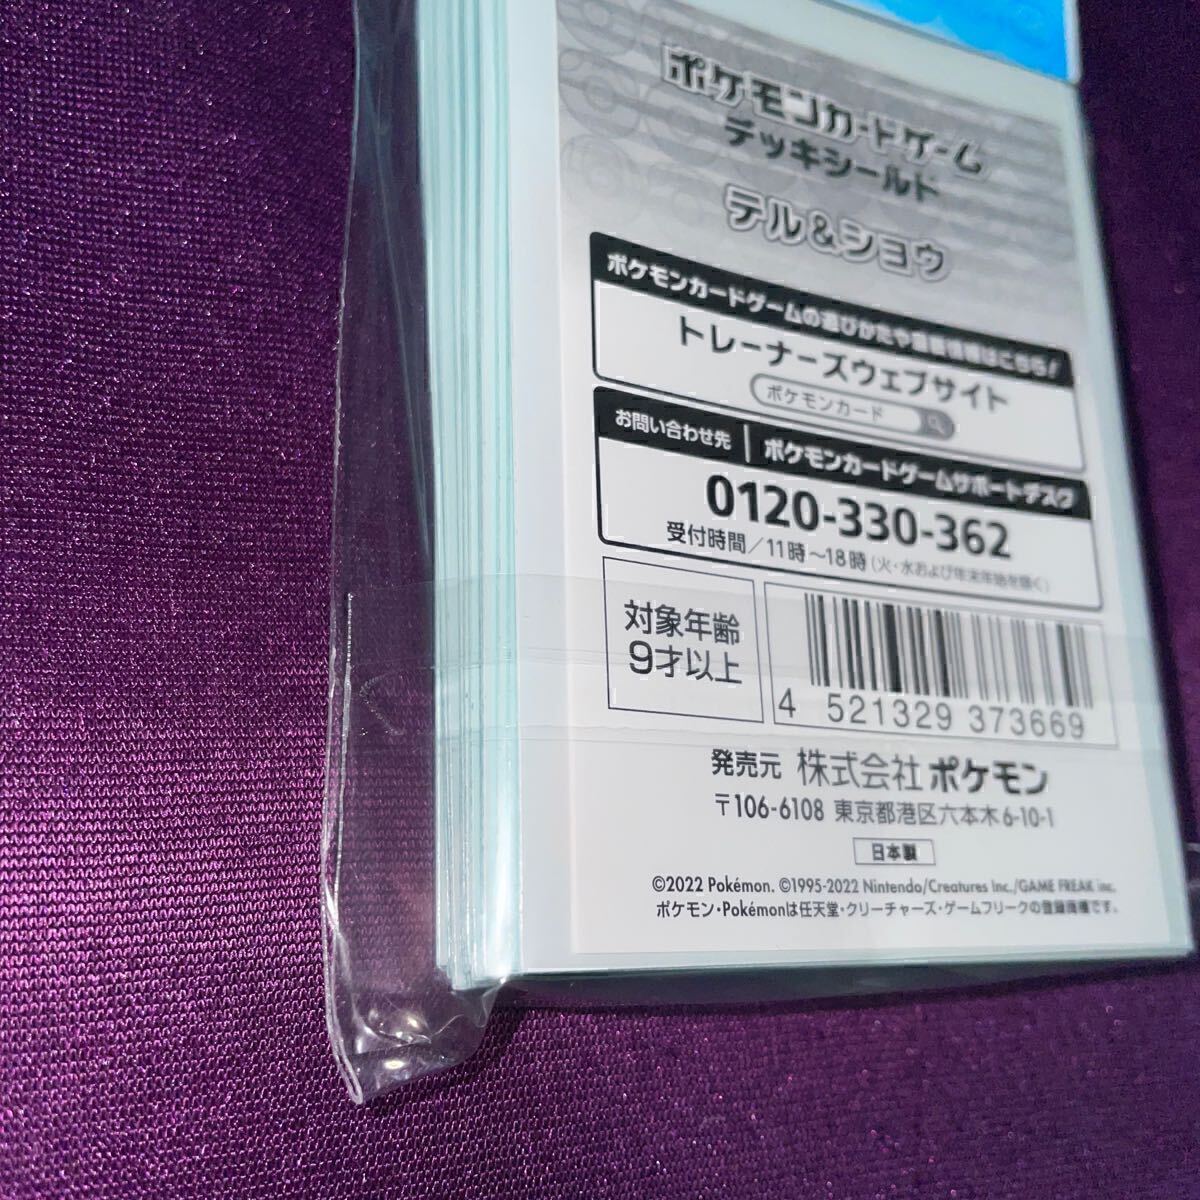 ポケモンカードゲーム
デッキシールド
テル&ショウ
ポケモンカードゲームの遊びかたや店舗情報はこちら!
トレーナーズウェブサイト
ポケモンカード
お問い合わせ先 ポケモンカードゲームサポートデスク
0120-330-362
受付時間/11時~18時(火・水および年末年始を除く)
対象年齢
9才以上
4 521329 373669
発売元 株式会社 ポケモン
〒106-6108 東京都港区六本木6-10-1
日本製
©2022 Pokémon. ©1995-2022 Nintendo/Creatures Inc./GAME FREAK inc.
ポケモン・Pokémonは任天堂・クリーチャーズ・ゲームフリークの登録商標です。